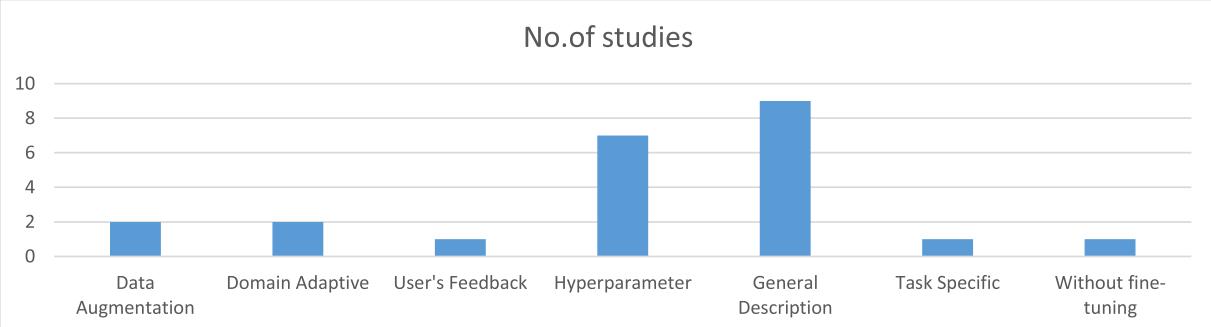 No.of studies
10
8
6
4
2
0
Data Augmentation
Domain Adaptive
User's Feedback
Hyperparameter
General Description
Task Specific
Without fine-tuning